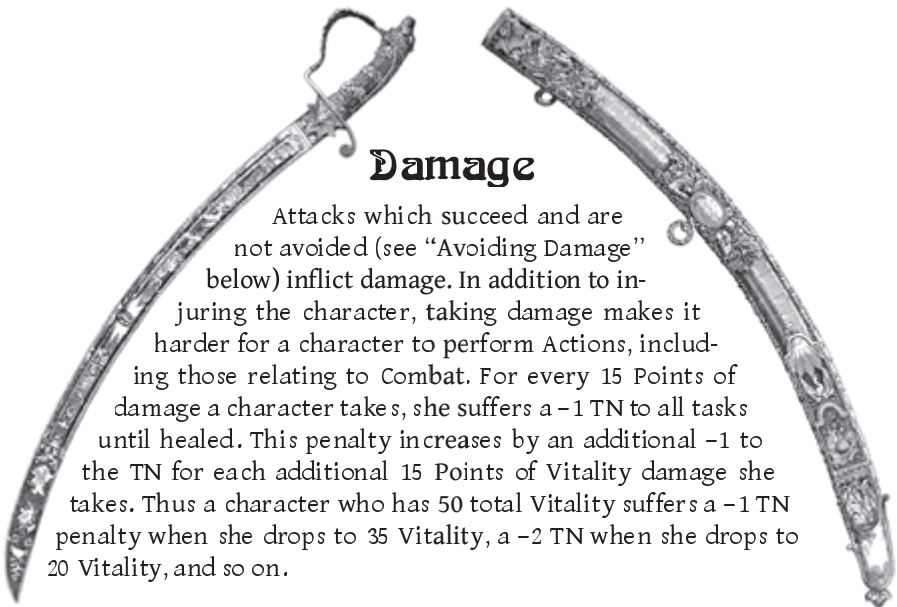 Damage
Attacks which succeed and are
not avoided (see “Avoiding Damage”
below) inflict damage. In addition to in-
juring the character, taking damage makes it
harder for a character to perform Actions, includ-
ing those relating to Combat. For every 15 Points of
damage a character takes, she suffers a –1 TN to all tasks
until healed. This penalty increases by an additional –1 to
the TN for each additional 15 Points of Vitality damage she
takes. Thus a character who has 50 total Vitality suffers a –1 TN
penalty when she drops to 35 Vitality, a –2 TN when she drops to
20 Vitality, and so on.